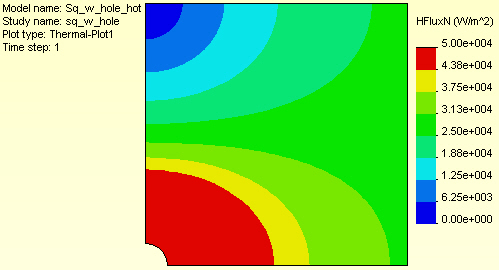 Model name: Sq_w_hole_hot
Study name: sq_w_hole
Plot type: Thermal-Plot1
Time step: 1
HFluxN (W/m^2)
5.00e+004
4.38e+004
3.75e+004
3.13e+004
2.50e+004
1.88e+004
1.25e+004
6.25e+003
0.00e+000